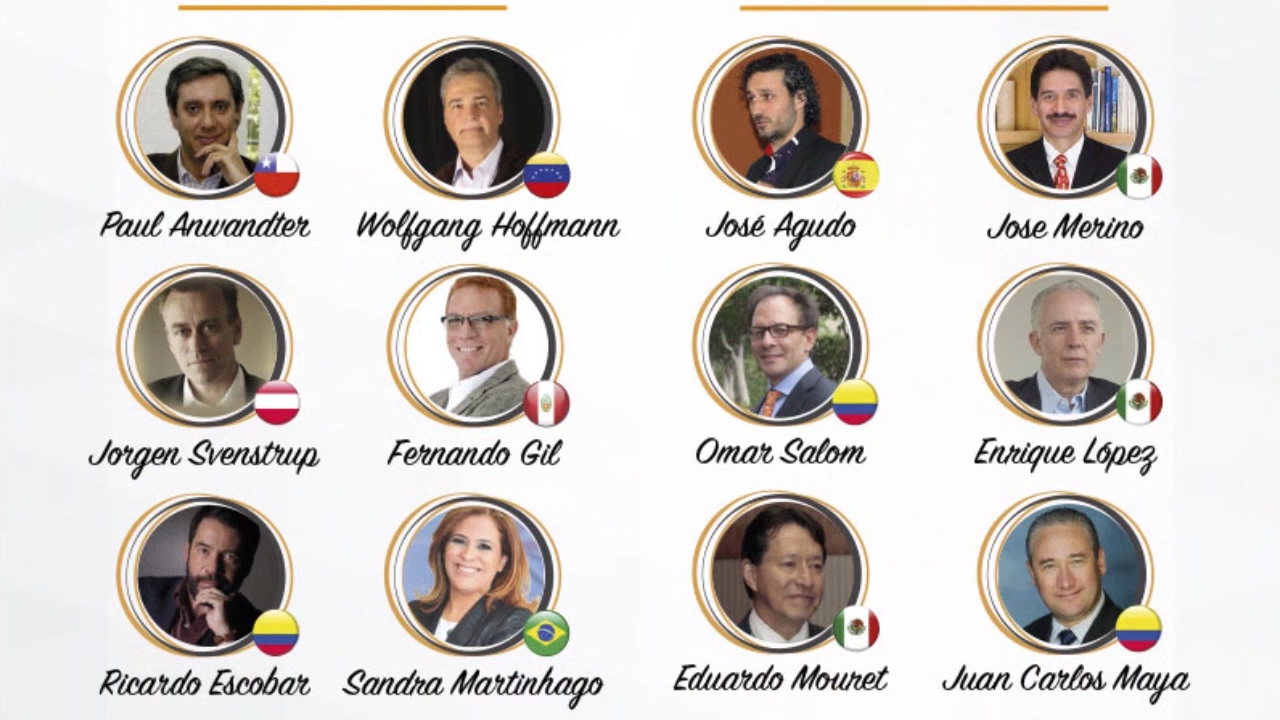 Paul Anwandter
Wolfgang Hoffmann
José Agudo
Jose Merino
Jorgen Svenstrup
Fernando Gil
Omar Salom
Enrique López
Ricardo Escobar
Sandra Martinhago
Eduardo Mouret
Juan Carlos Maya